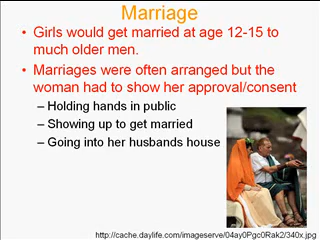 Marriage
• Girls would get married at age 12-15 to
much older men.
• Marriages were often arranged but the
woman had to show her approval/consent
– Holding hands in public
– Showing up to get married
– Going into her husbands house
http://cache.daylife.com/imageserve/04ay0Pgc0Rak2/340x.jpg